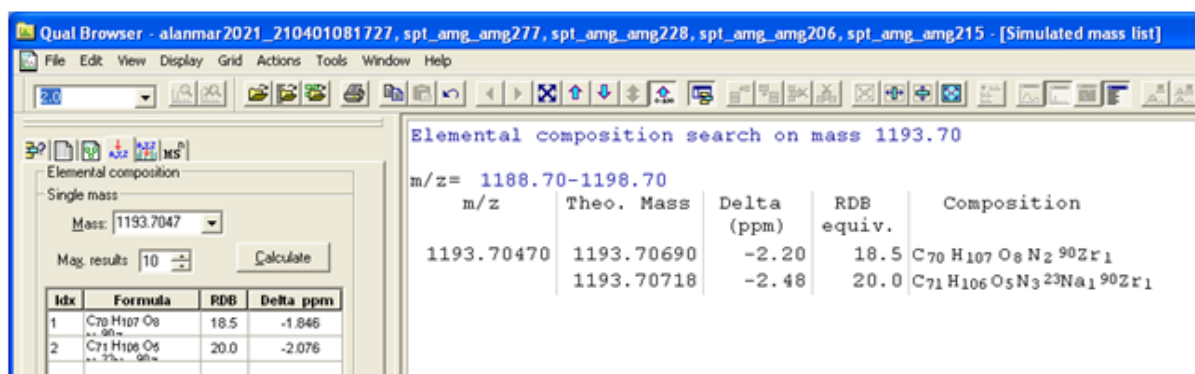 Qual Browser - alanmar2021_210401081727, spt_amg_amg277, spt_amg_amg228, spt_amg_amg206, spt_amg_amg215 - [Simulated mass list]
File Edit View Display Grid Actions Tools Window Help
2.0
MSⁿ
Elemental composition
Single mass
Mass: 1193.7047
Max. results 10 Calculate
Idx Formula RDB Delta ppm
1 C70 H107 O8 18.5 -1.846
2 C71 H106 O5 20.0 -2.076
Elemental composition search on mass 1193.70
m/z= 1188.70-1198.70
m/z Theo. Mass Delta RDB Composition
(ppm) equiv.
1193.70470 1193.70690 -2.20 18.5 C70 H107 O8 N2 90Zr1
1193.70718 -2.48 20.0 C71 H106 O5 N3 23Na1 90Zr1